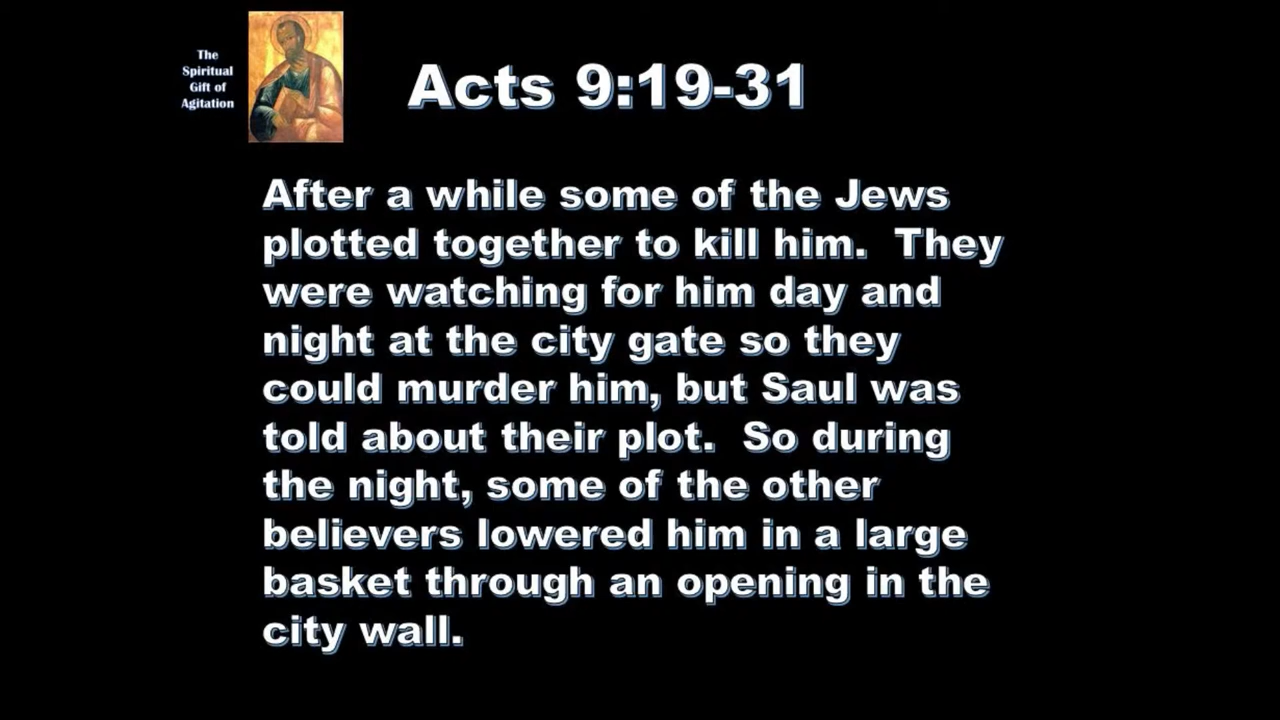 The
Spiritual
Gift of
Agitation
Acts 9:19-31
After a while some of the Jews
plotted together to kill him.  They
were watching for him day and
night at the city gate so they
could murder him, but Saul was
told about their plot.  So during
the night, some of the other
believers lowered him in a large
basket through an opening in the
city wall.